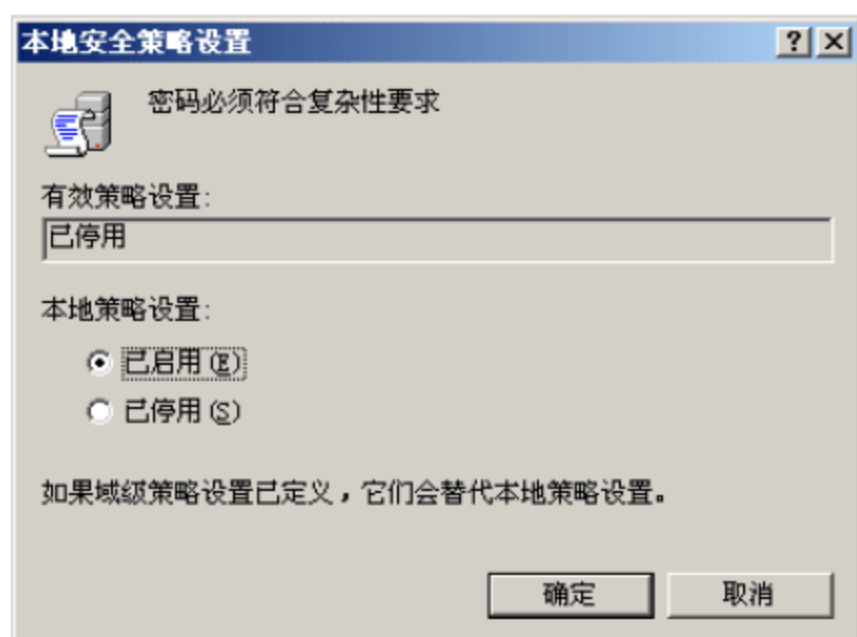 本地安全策略设置
密码必须符合复杂性要求
有效策略设置:
已停用
本地策略设置:
已启用(E)
已停用(S)
如果域级策略设置已定义，它们会替代本地策略设置。
确定 取消